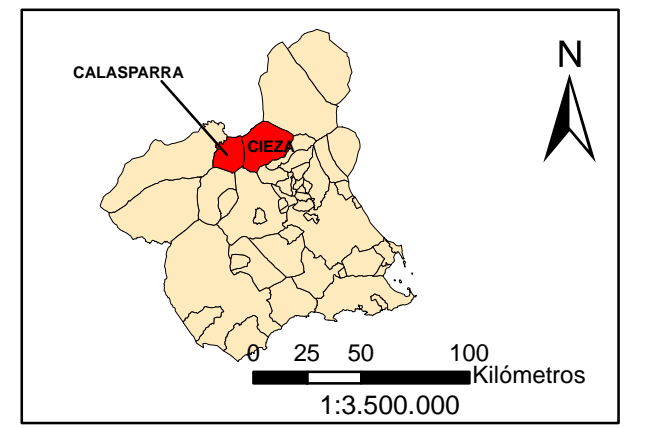 N
CALASPARRA
CIEZA
0 25 50 100
Kilómetros
1:3.500.000